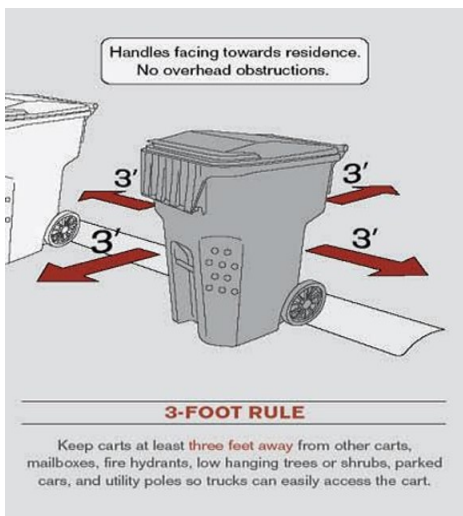 Handles facing towards residence.
No overhead obstructions.
3'
3'
3'
3'
3-FOOT RULE
Keep carts at least three feet away from other carts,
mailboxes, fire hydrants, low hanging trees or shrubs, parked
cars, and utility poles so trucks can easily access the cart.